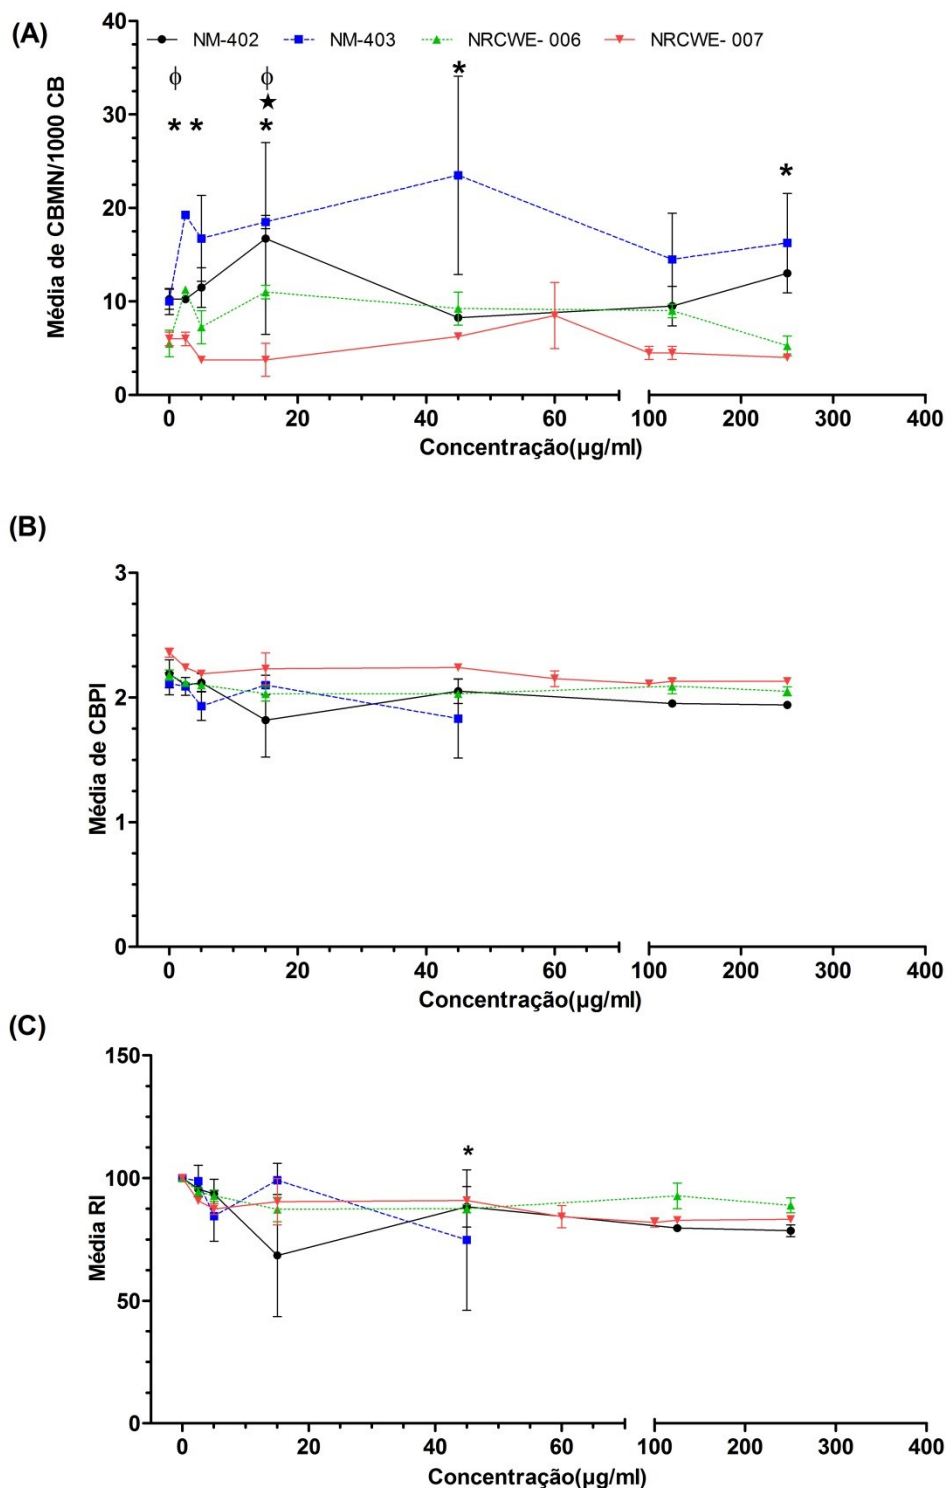 (A)
40
30
20
10
0
Média de CBMN/1000 CB
NM-402 NM-403 NRCWE- 006 NRCWE- 007
ϕ ϕ
★
* * * * *
0 20 40 60 100 200 300 400
Concentração(µg/ml)
(B)
3
2
1
0
Média de CBPI
0 20 40 60 100 200 300 400
Concentração(µg/ml)
(C)
150
100
50
0
Média RI
*
0 20 40 60 100 200 300 400
Concentração(µg/ml)